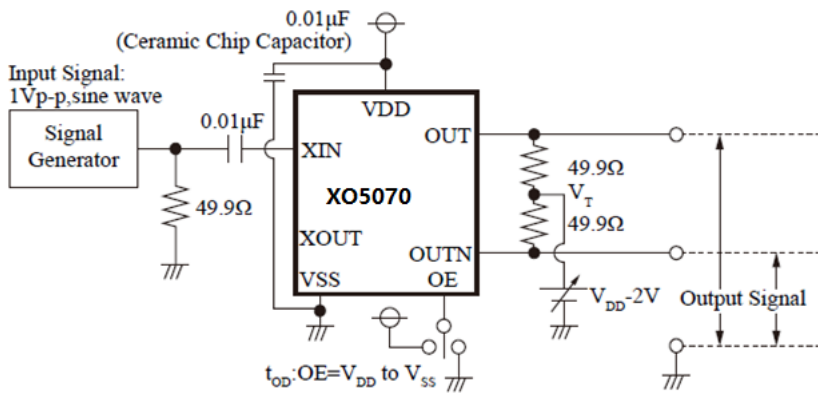 0.01μF
(Ceramic Chip Capacitor)
Input Signal:
1Vp-p,sine wave
Signal
Generator
0.01μF
49.9Ω
VDD
XIN
OUT
XO5070
XOUT
OUTN
VSS
OE
49.9Ω
VT
49.9Ω
VDD-2V
Output Signal
tOD:OE=VDD to VSS